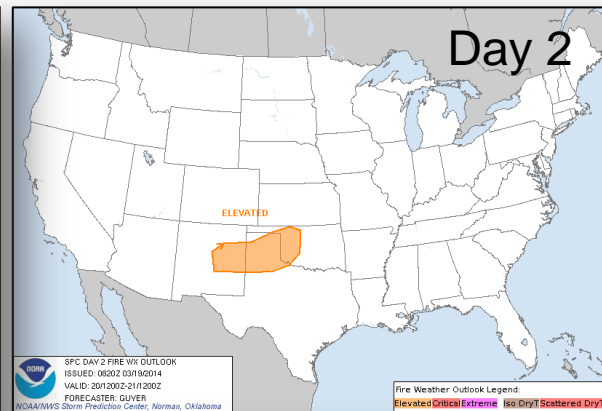 Day 2
ELEVATED
NOAA
SPC DAY 2 FIRE WX OUTLOOK
ISSUED: 0820Z 03/19/2014
VALID: 20/1200Z-21/1200Z
FORECASTER: GUYER
NOAA/NWS Storm Prediction Center, Norman, Oklahoma
Fire Weather Outlook Legend:
Elevated Critical Extreme Iso DryT Scattered DryT